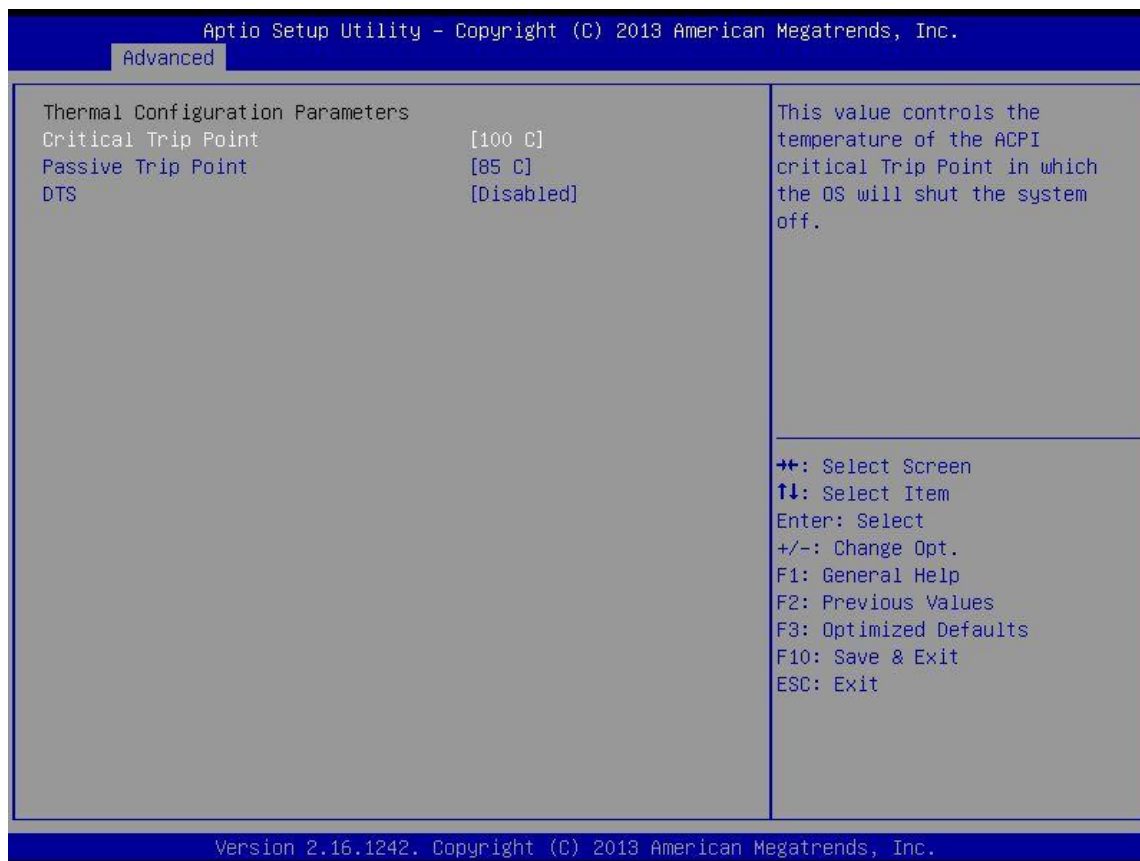 Aptio Setup Utility – Copyright (C) 2013 American Megatrends, Inc.
Advanced
Thermal Configuration Parameters
Critical Trip Point [100 C]
Passive Trip Point [85 C]
DTS [Disabled]
This value controls the
temperature of the ACPI
critical Trip Point in which
the OS will shut the system
off.
→←: Select Screen
↑↓: Select Item
Enter: Select
+/-: Change Opt.
F1: General Help
F2: Previous Values
F3: Optimized Defaults
F10: Save & Exit
ESC: Exit
Version 2.16.1242. Copyright (C) 2013 American Megatrends, Inc.